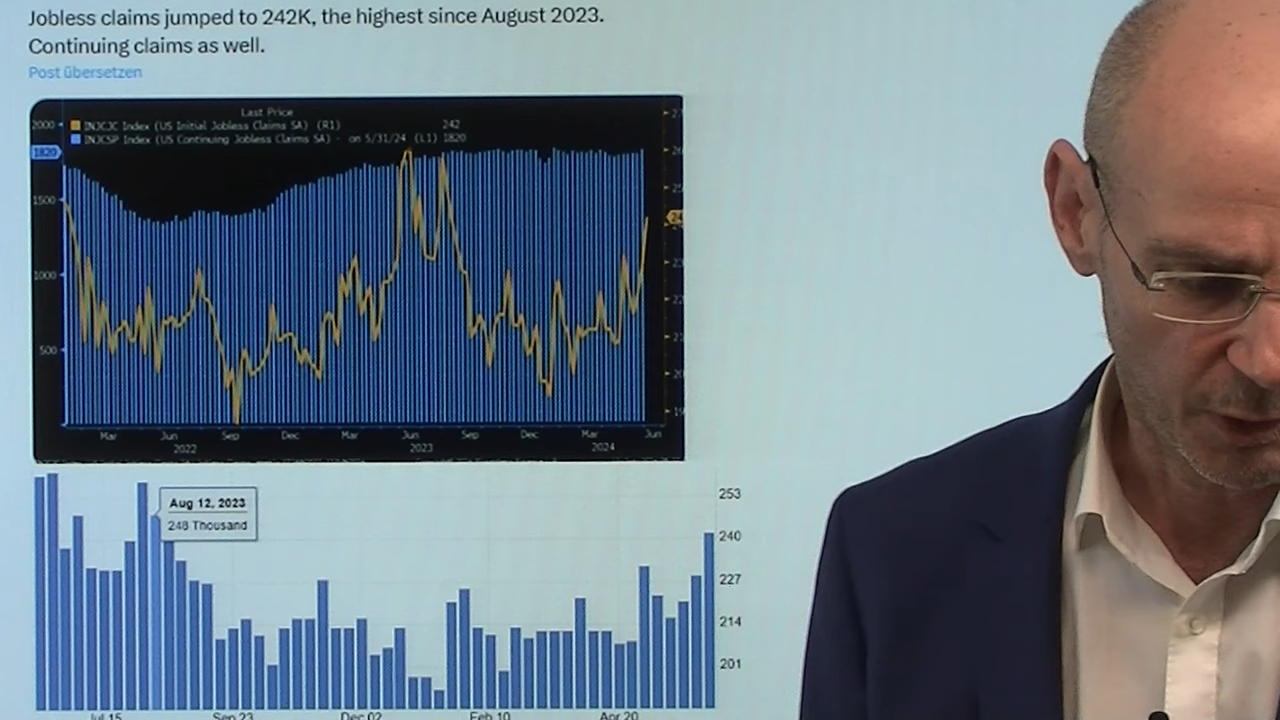 Jobless claims jumped to 242K, the highest since August 2023.
Continuing claims as well.
Post übersetzen
Last Price
INJCJC Index (US Initial Jobless Claims SA) (R1) 242
INJCSP Index (US Continuing Jobless Claims SA) - on 5/31/24 (L1) 1820
2000
1820
1500
1000
500
Mar Jun Sep Dec Mar Jun Sep Dec Mar Jun
2022 2023 2024
Aug 12, 2023
248 Thousand
253
240
227
214
201
Jul 15 Sep 23 Dec 02 Feb 10 Apr 20